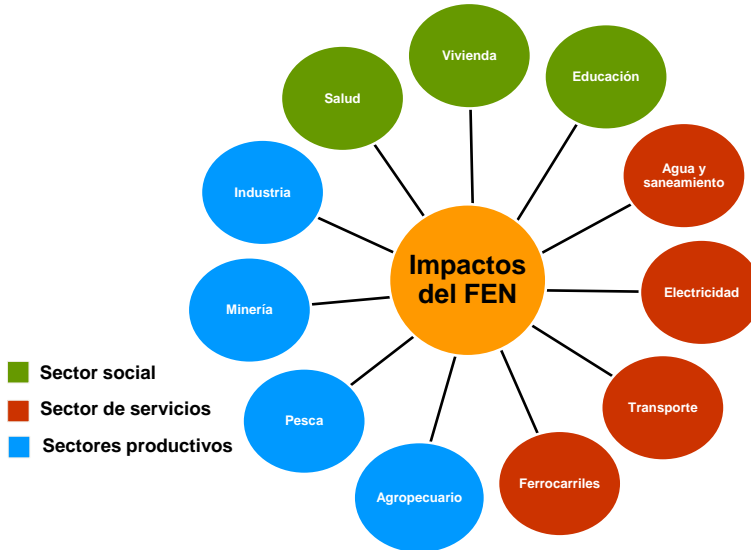 Vivienda
Educación
Salud
Agua y
saneamiento
Industria
Impactos
del FEN
Electricidad
Minería
Sector social
Sector de servicios
Sectores productivos
Pesca
Transporte
Agropecuario
Ferrocarriles